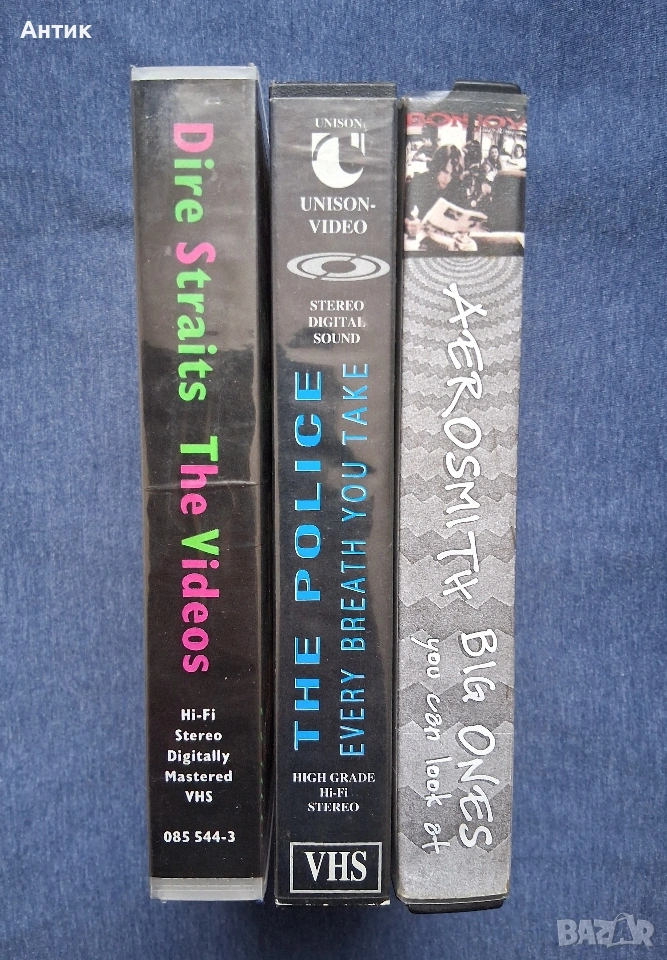 Антик
Dire Straits The Videos
Hi-Fi
Stereo
Digitally
Mastered
VHS
085 544-3
UNISON
UNISON-
VIDEO
STEREO
DIGITAL
SOUND
THE POLICE
EVERY BREATH YOU TAKE
HIGH GRADE
Hi-Fi
STEREO
VHS
BON JOVI
AEROSMITH BIG ONES
you can look at
BAZAR